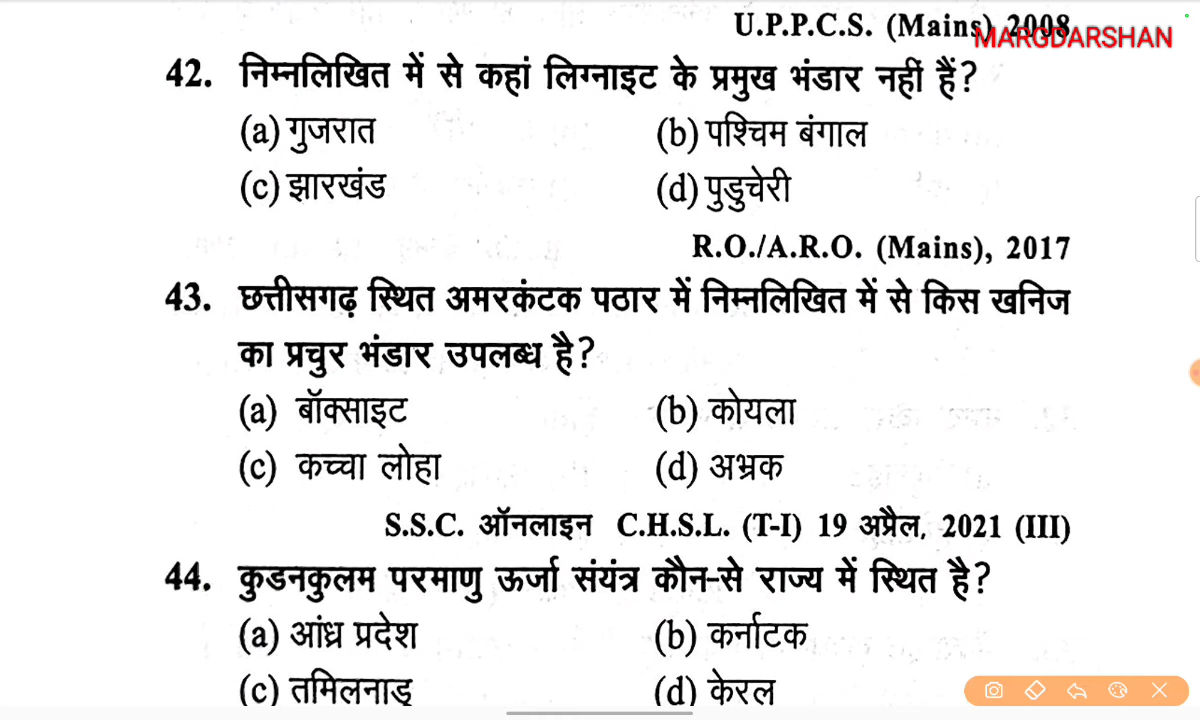 U.P.P.C.S. (Mains) 2008
MARGDARSHAN
42. निम्नलिखित में से कहां लिग्नाइट के प्रमुख भंडार नहीं हैं?
(a) गुजरात (b) पश्चिम बंगाल
(c) झारखंड (d) पुडुचेरी
R.O./A.R.O. (Mains), 2017
43. छत्तीसगढ़ स्थित अमरकंटक पठार में निम्नलिखित में से किस खनिज
का प्रचुर भंडार उपलब्ध है?
(a) बॉक्साइट (b) कोयला
(c) कच्चा लोहा (d) अभ्रक
S.S.C. ऑनलाइन C.H.S.L. (T-I) 19 अप्रैल, 2021 (III)
44. कुडनकुलम परमाणु ऊर्जा संयंत्र कौन-से राज्य में स्थित है?
(a) आंध्र प्रदेश (b) कर्नाटक
(c) तमिलनाडू (d) केरल